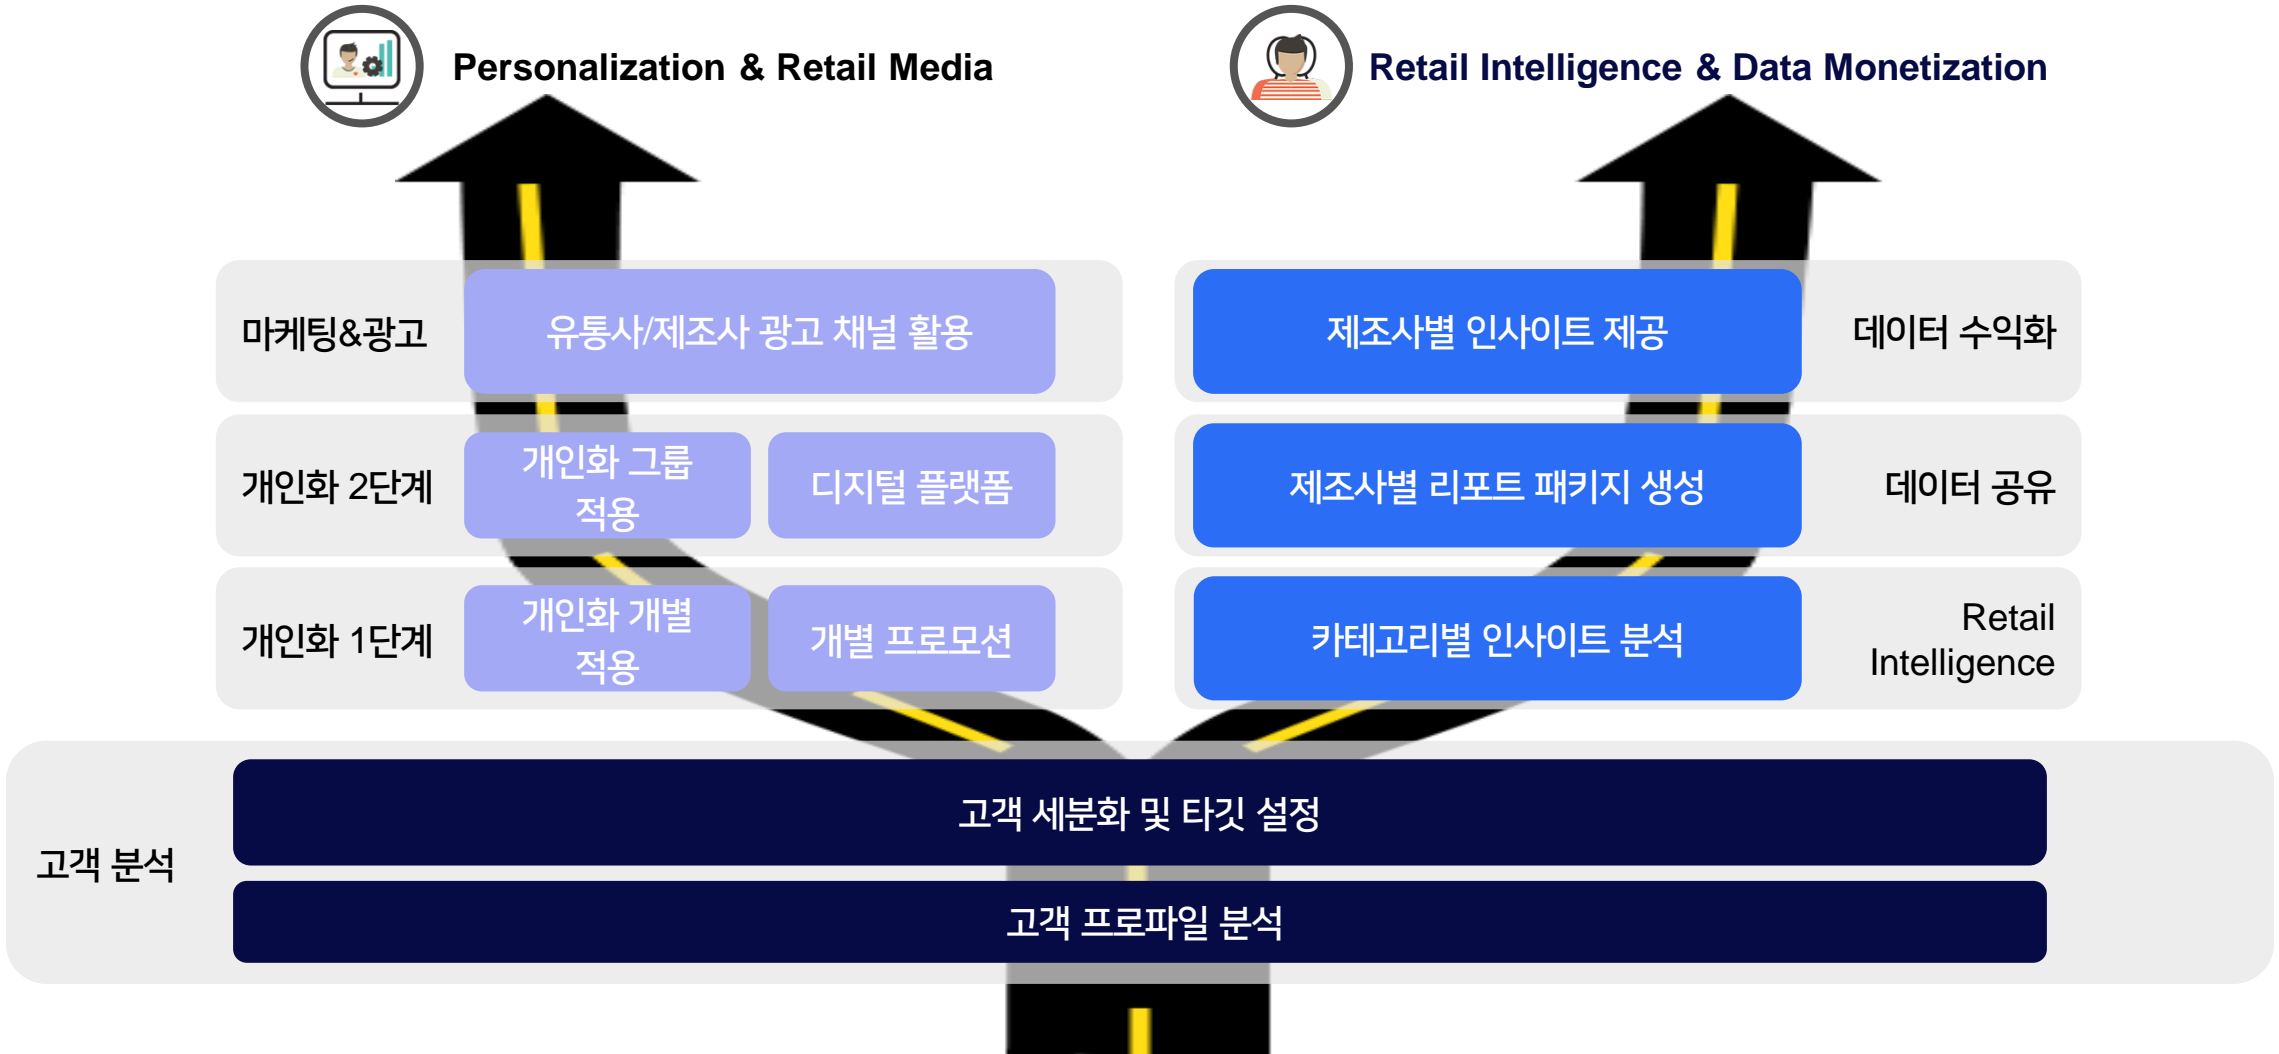 Personalization & Retail Media
Retail Intelligence & Data Monetization
마케팅&광고
유통사/제조사 광고 채널 활용
제조사별 인사이트 제공
데이터 수익화
개인화 2단계
개인화 그룹
적용
디지털 플랫폼
제조사별 리포트 패키지 생성
데이터 공유
개인화 1단계
개인화 개별
적용
개별 프로모션
카테고리별 인사이트 분석
Retail
Intelligence
고객 분석
고객 세분화 및 타깃 설정
고객 프로파일 분석